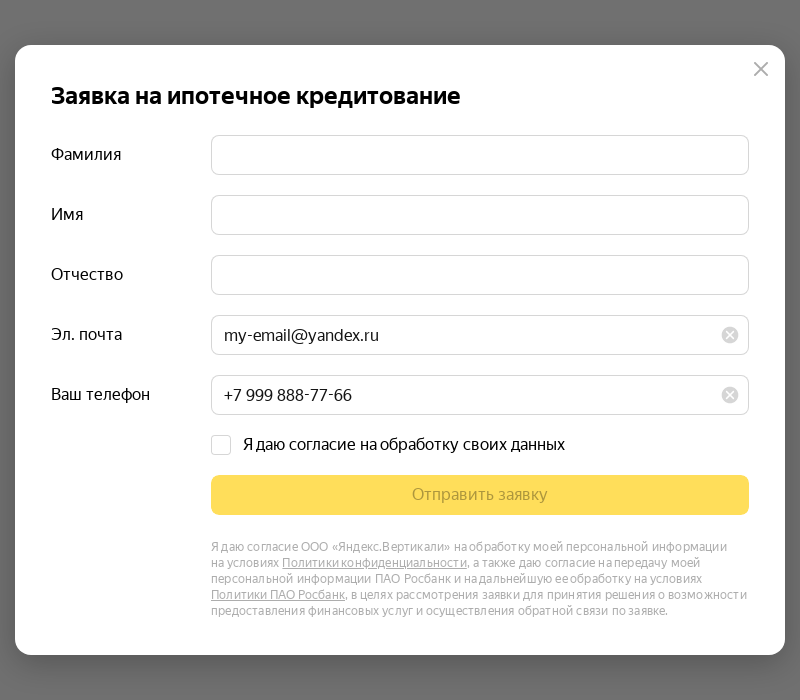 Заявка на ипотечное кредитование
Фамилия
Имя
Отчество
Эл. почта
my-email@yandex.ru
Ваш телефон
+7 999 888-77-66
Я даю согласие на обработку своих данных
Отправить заявку
Я даю согласие ООО «Яндекс.Вертикали» на обработку моей персональной информации
на условиях Политики конфиденциальности, а также даю согласие на передачу моей
персональной информации ПАО Росбанк и на дальнейшую ее обработку на условиях
Политики ПАО Росбанк, в целях рассмотрения заявки для принятия решения о возможности
предоставления финансовых услуг и осуществления обратной связи по заявке.